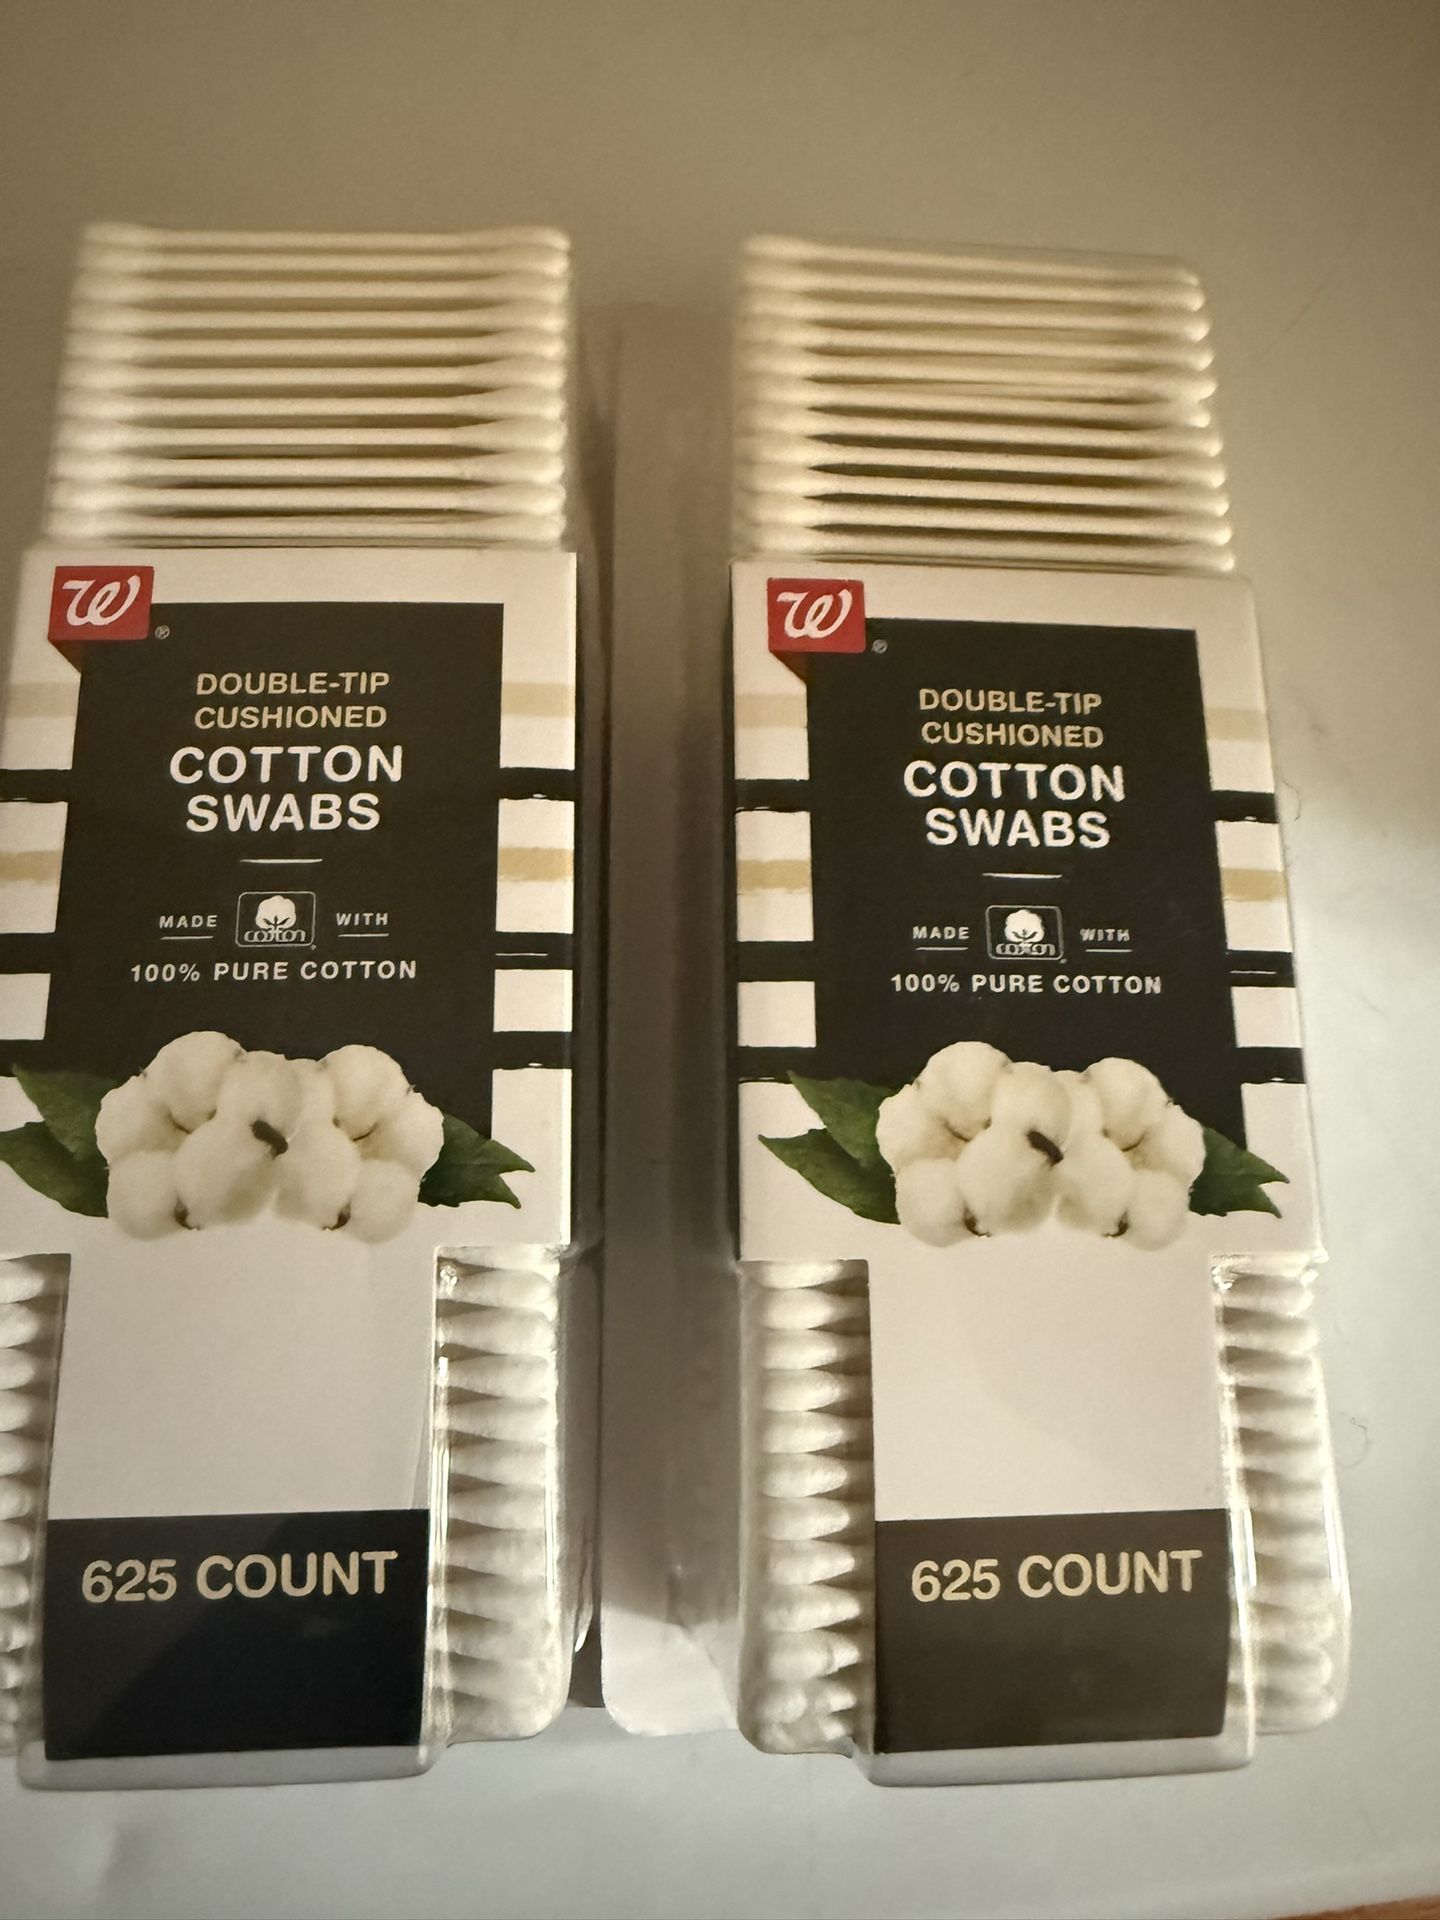 W
®
DOUBLE-TIP
CUSHIONED
COTTON
SWABS
MADE cotton WITH
100% PURE COTTON
625 COUNT
W
®
DOUBLE-TIP
CUSHIONED
COTTON
SWABS
MADE cotton WITH
100% PURE COTTON
625 COUNT